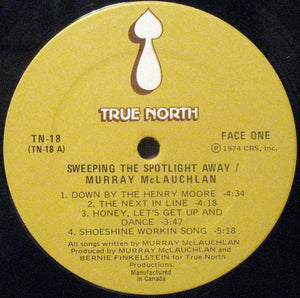 TRUE NORTH
TN-18
(TN-18 A)
FACE ONE
℗ 1974 CBS, Inc.
SWEEPING THE SPOTLIGHT AWAY /
MURRAY McLAUCHLAN
1. DOWN BY THE HENRY MOORE -4:34
2. THE NEXT IN LINE -4:18
3. HONEY, LET'S GET UP AND
DANCE -3:47
4. SHOESHINE WORKIN SONG -5:18
All songs written by MURRAY McLAUCHLAN
Produced by MURRAY McLAUCHLAN and
BERNIE FINKELSTEIN for True North
Productions.
Manufactured
in Canada